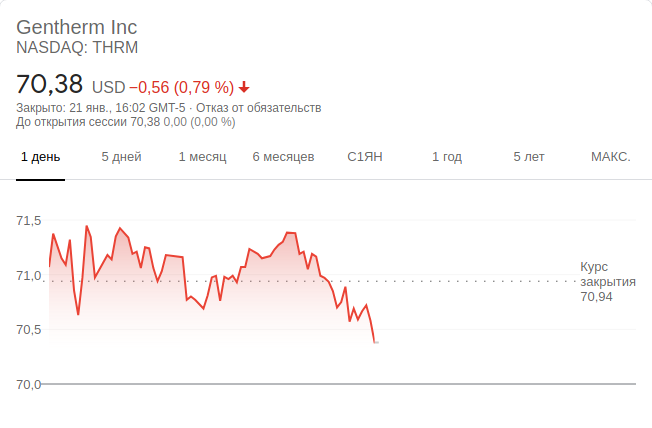 Gentherm Inc
NASDAQ: THRM
70,38 USD −0,56 (0,79 %)
Закрыто: 21 янв., 16:02 GMT-5 · Отказ от обязательств
До открытия сессии 70,38 0,00 (0,00 %)
1 день 5 дней 1 месяц 6 месяцев С1ЯН 1 год 5 лет МАКС.
71,5
71,0
70,5
70,0
Курс
закрытия
70,94